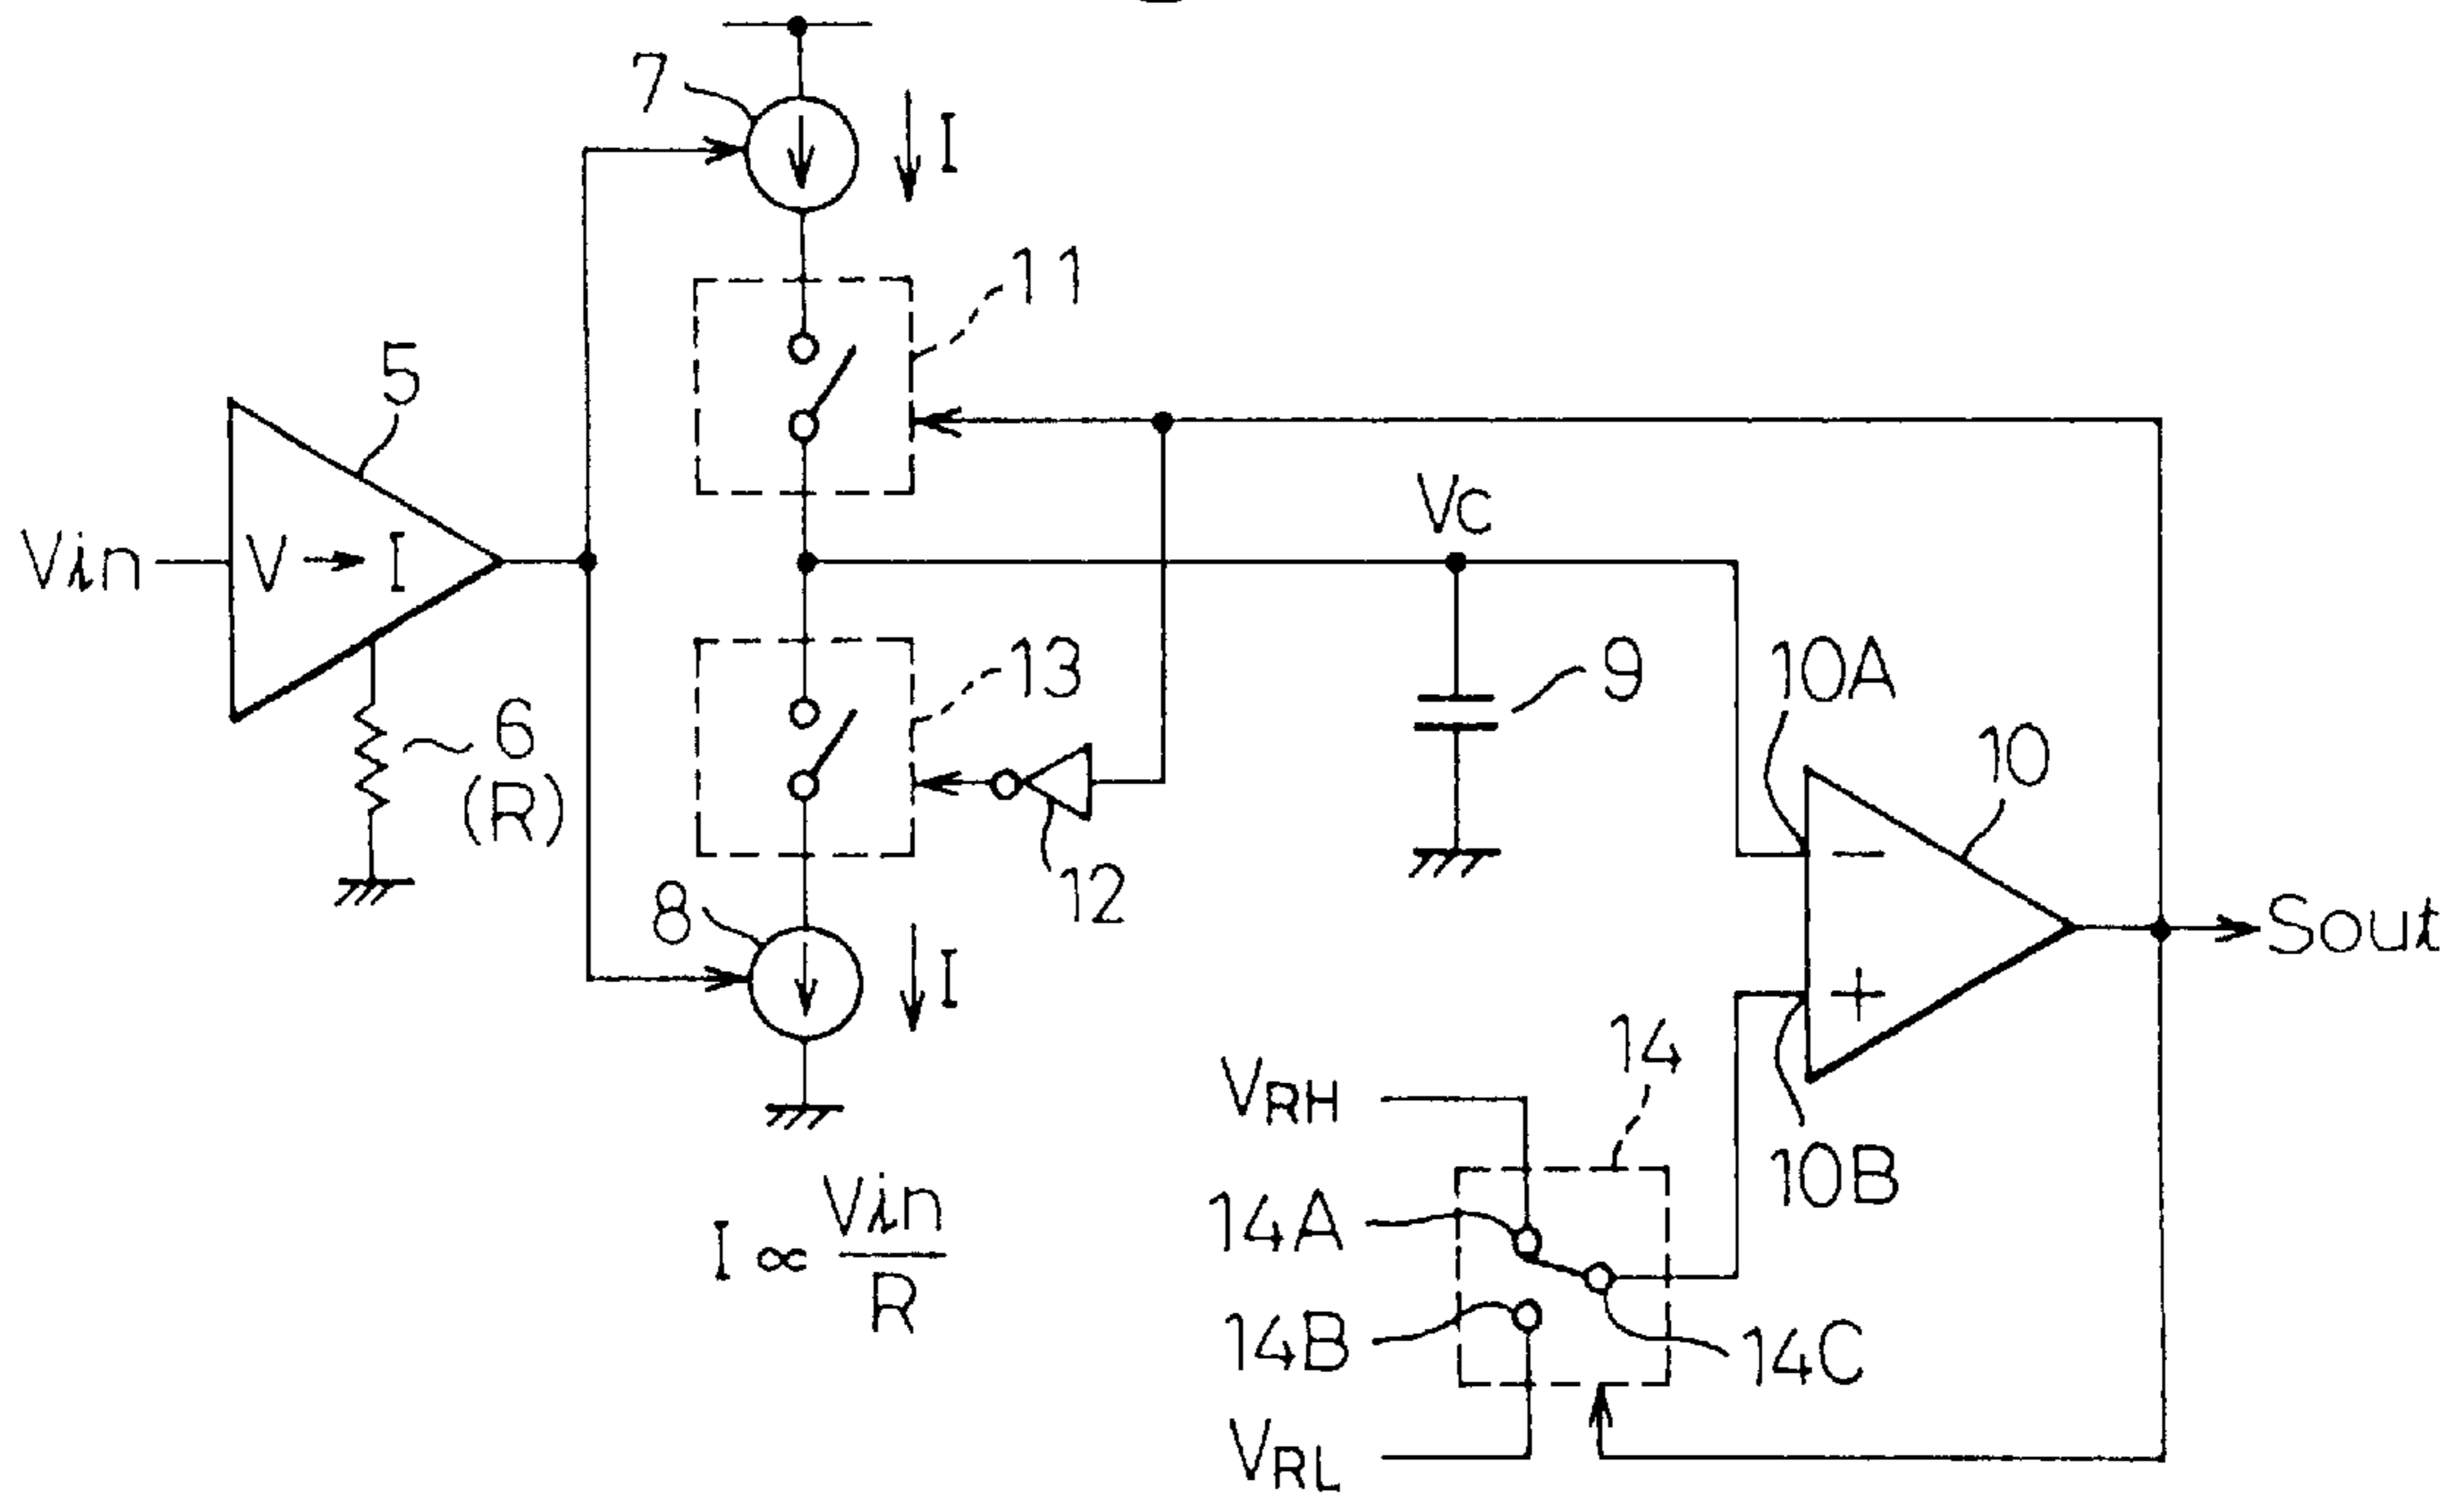 7
I
11
5
Vin
V→I
VC
6
(R)
13
9
10A
10
12
8
I
Sout
10B
14
VRH
14A
14B
14C
VRL
I ∝ Vin
R
−
+